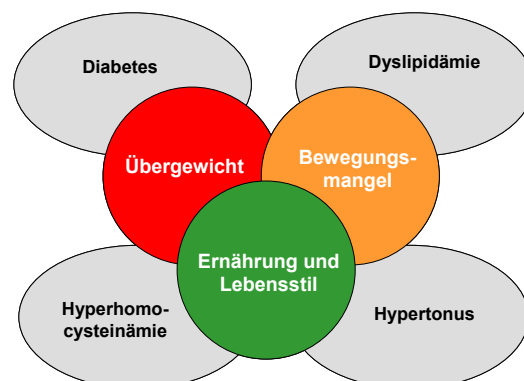 Diabetes
Dyslipidämie
Übergewicht
Bewegungs-
mangel
Ernährung und
Lebensstil
Hyperhomo-
cysteinämie
Hypertonus